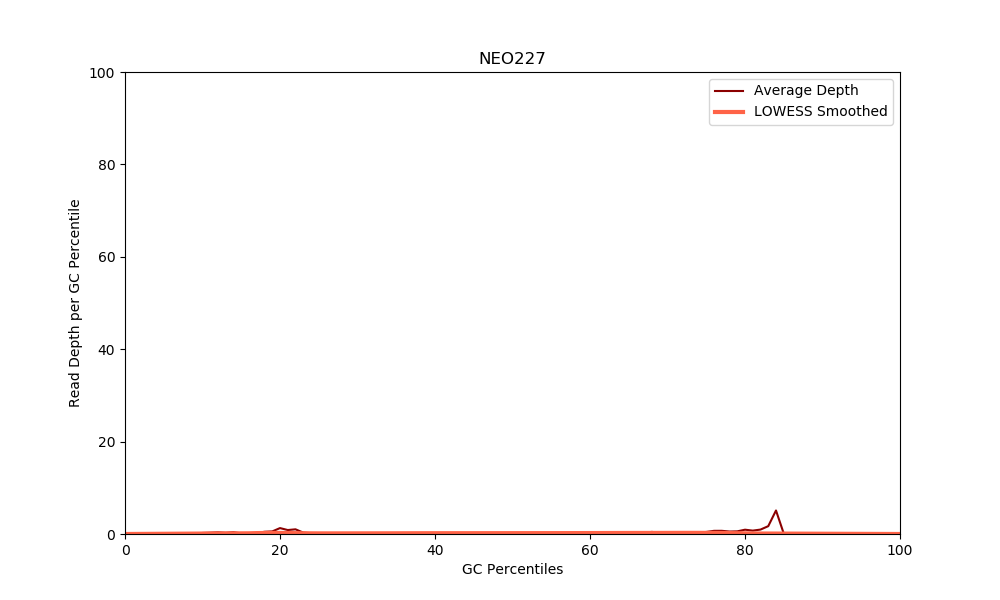 NEO227
Average Depth
LOWESS Smoothed
Read Depth per GC Percentile
100
80
60
40
20
0
0 20 40 60 80 100
GC Percentiles